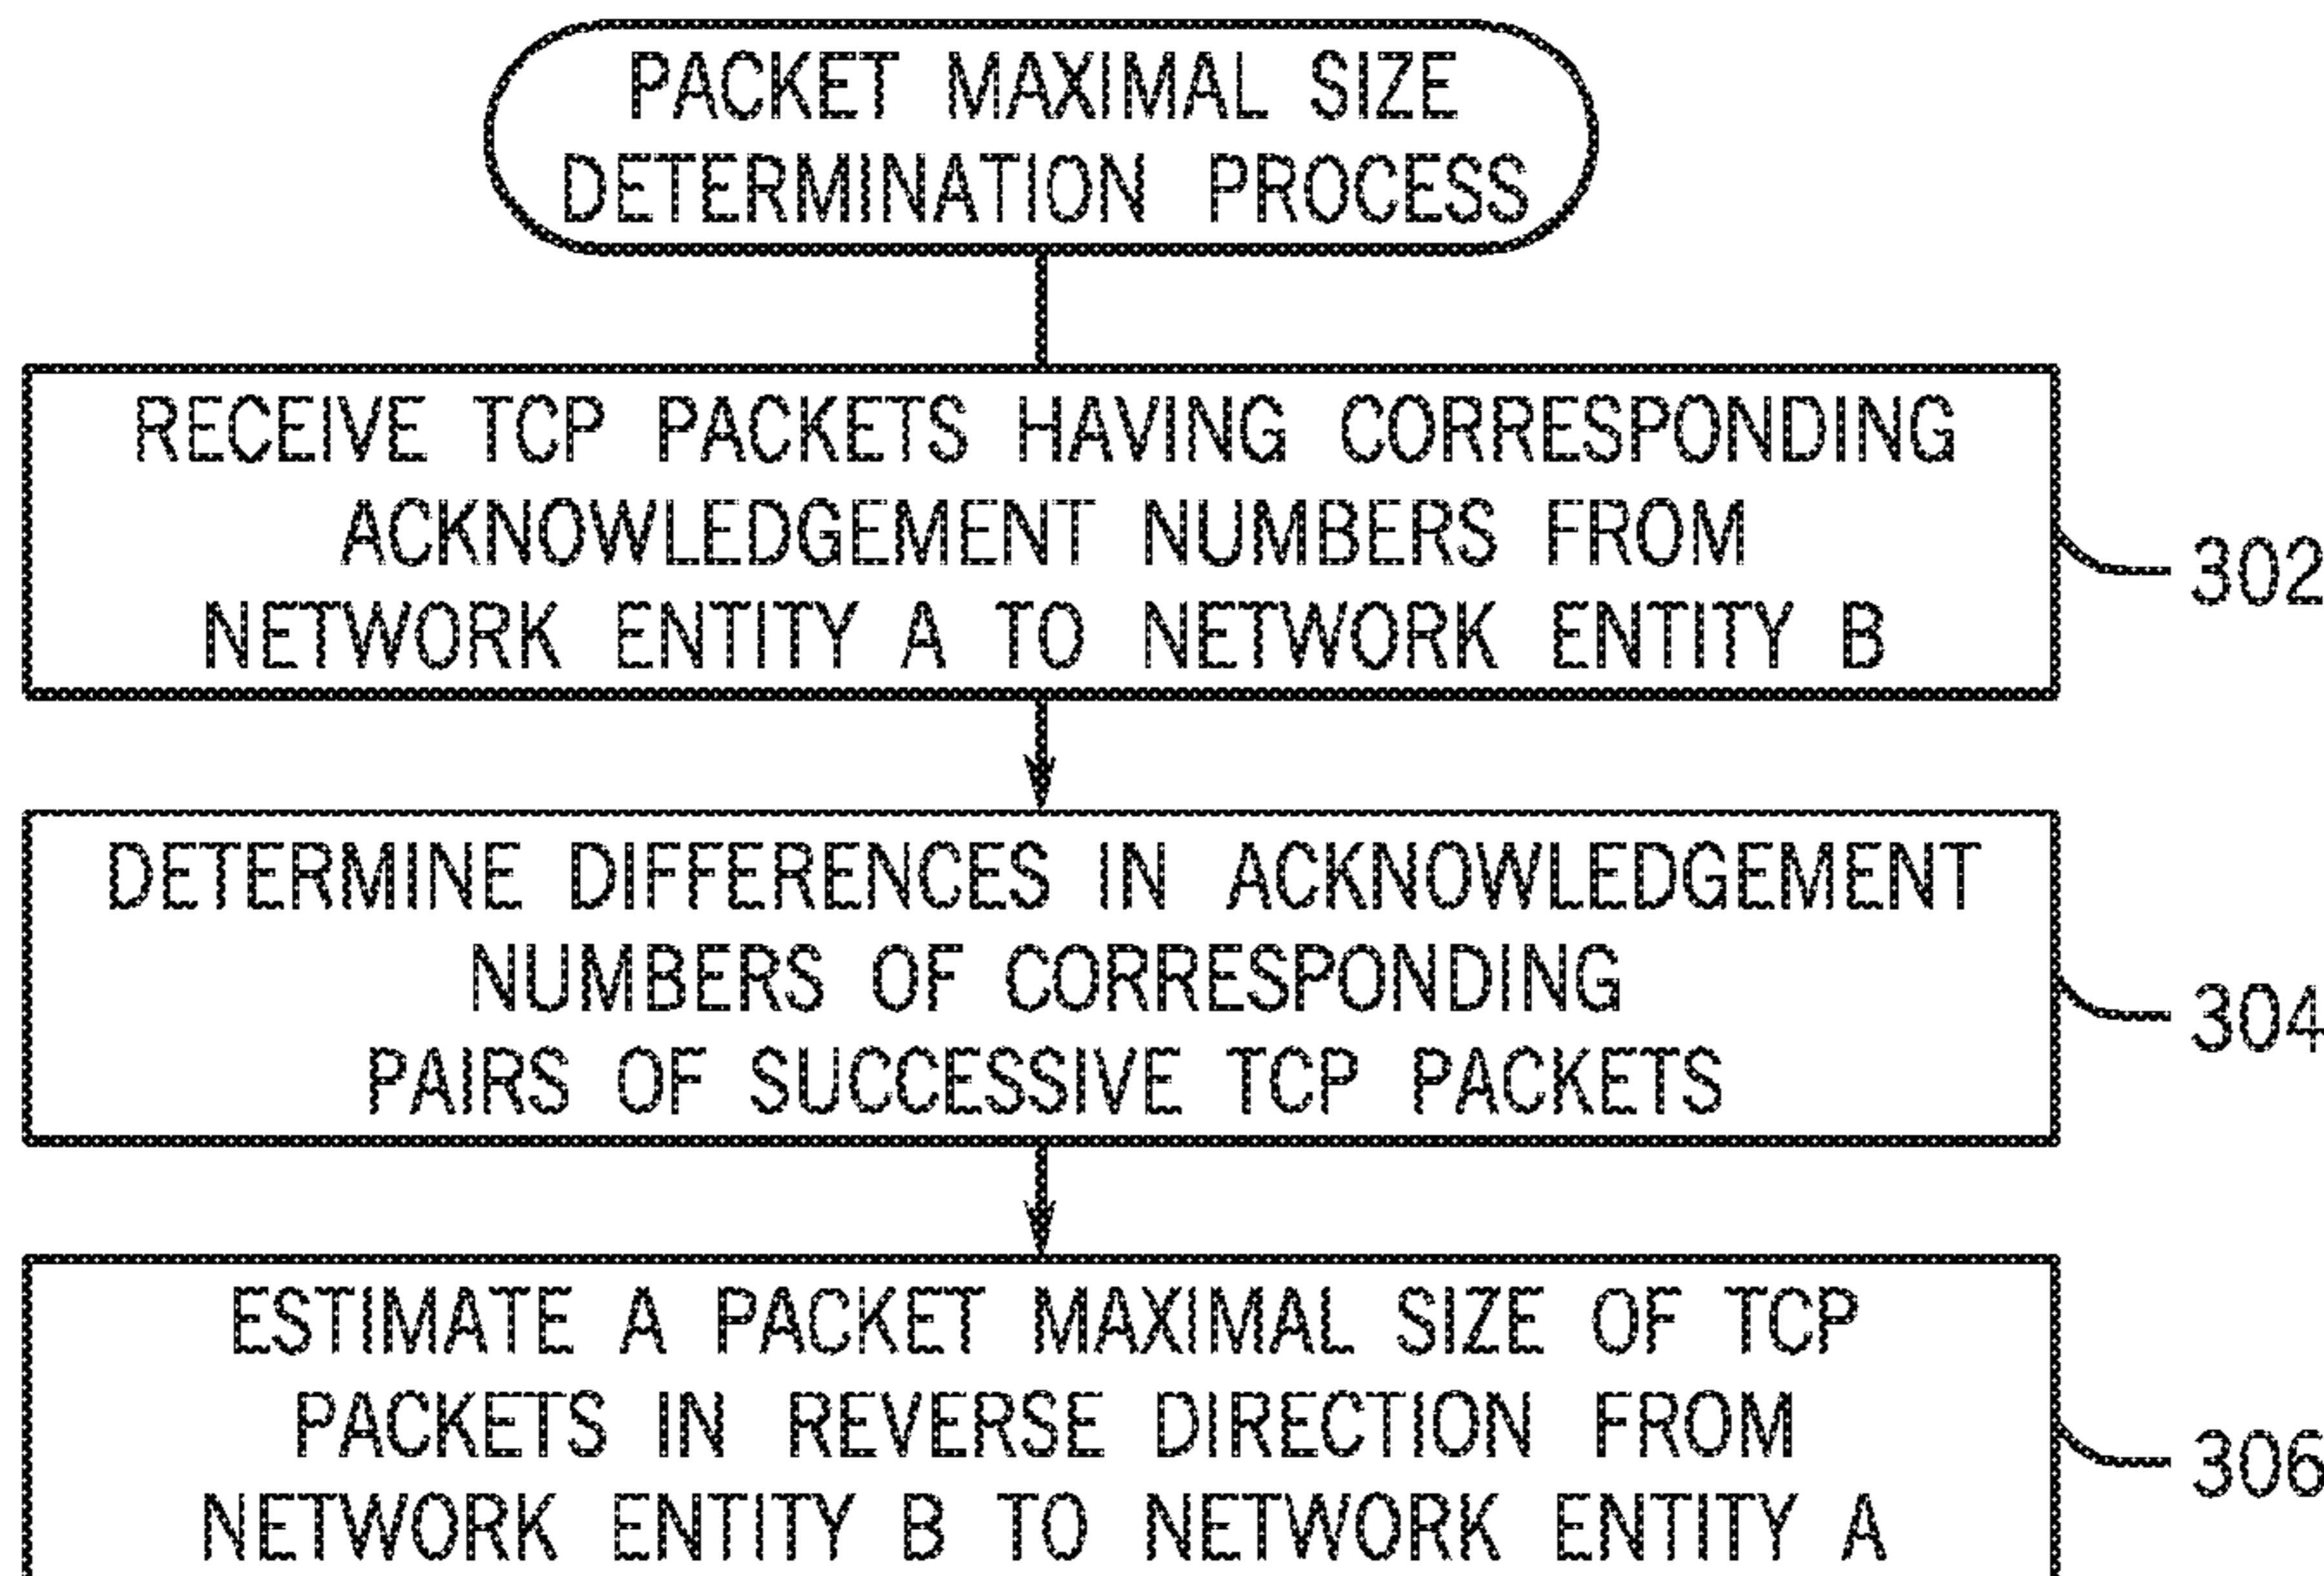 PACKET MAXIMAL SIZE
DETERMINATION PROCESS
RECEIVE TCP PACKETS HAVING CORRESPONDING
ACKNOWLEDGEMENT NUMBERS FROM
NETWORK ENTITY A TO NETWORK ENTITY B
302
DETERMINE DIFFERENCES IN ACKNOWLEDGEMENT
NUMBERS OF CORRESPONDING
PAIRS OF SUCCESSIVE TCP PACKETS
304
ESTIMATE A PACKET MAXIMAL SIZE OF TCP
PACKETS IN REVERSE DIRECTION FROM
NETWORK ENTITY B TO NETWORK ENTITY A
306